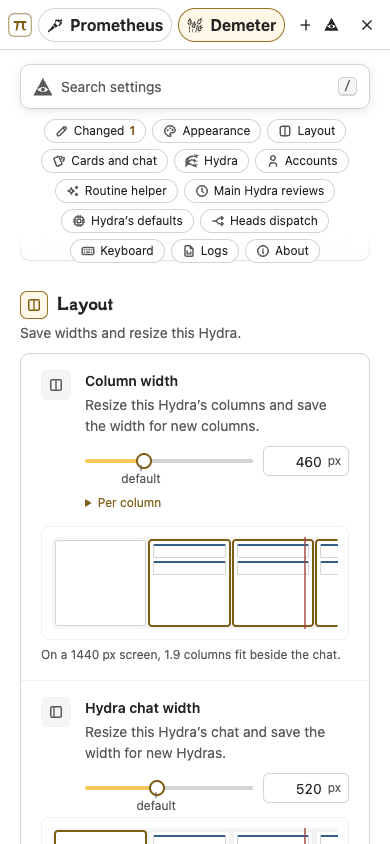 π Prometheus Demeter
Search settings /
Changed 1 Appearance Layout
Cards and chat Hydra Accounts
Routine helper Main Hydra reviews
Hydra's defaults Heads dispatch
Keyboard Logs About
Layout
Save widths and resize this Hydra.
Column width
Resize this Hydra's columns and save
the width for new columns.
460 px
default
Per column
On a 1440 px screen, 1.9 columns fit beside the chat.
Hydra chat width
Resize this Hydra's chat and save the
width for new Hydras.
520 px
default